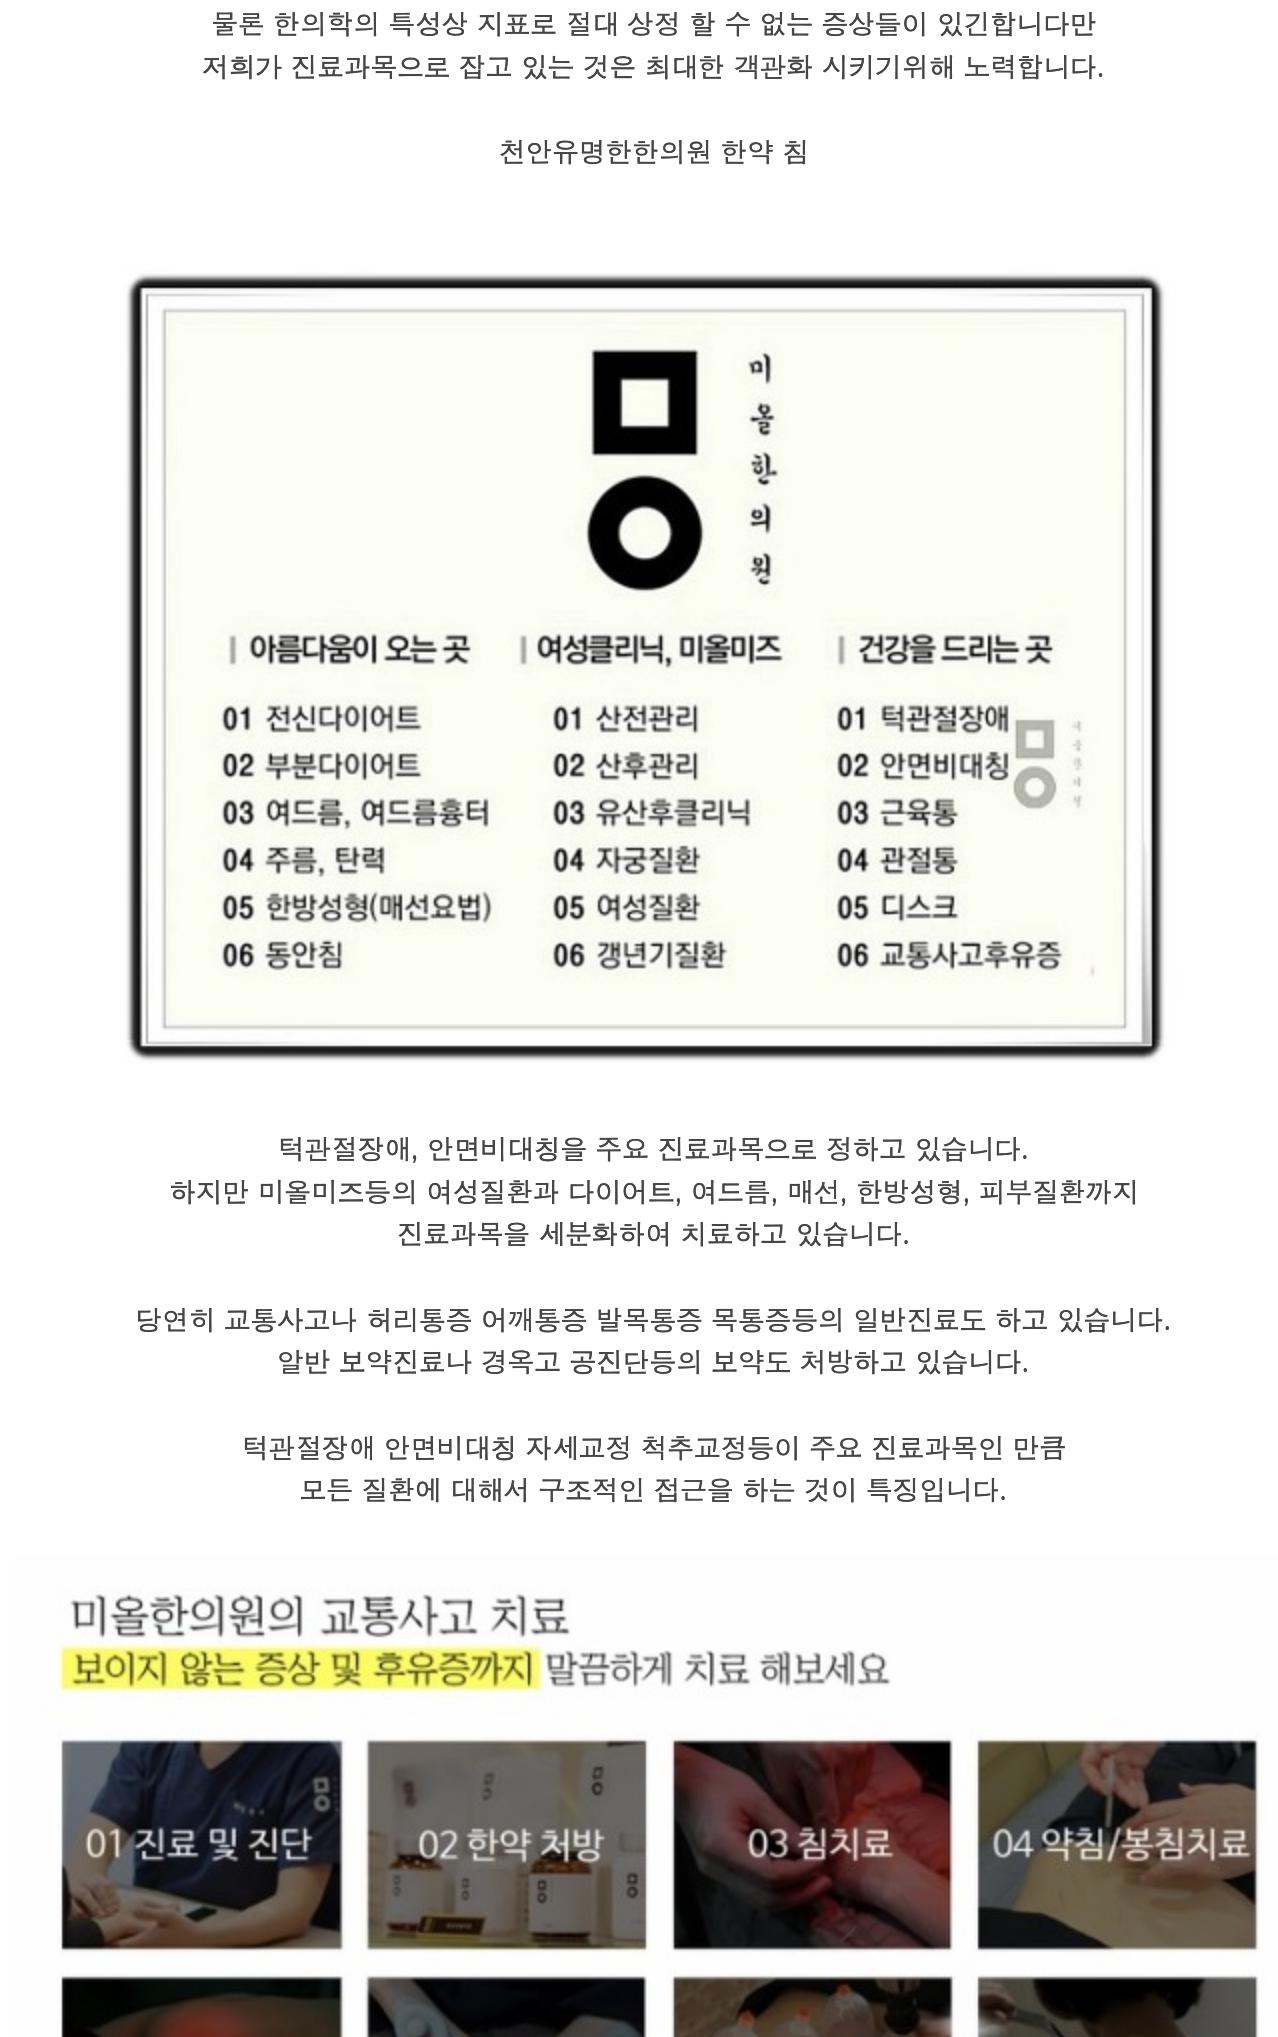 물론 한의학의 특성상 지표로 절대 상정 할 수 없는 증상들이 있긴합니다만
저희가 진료과목으로 잡고 있는 것은 최대한 객관화 시키기위해 노력합니다.
천안유명한한의원 한약 침
미올한의원
아름다움이 오는 곳
01 전신다이어트
02 부분다이어트
03 여드름, 여드름흉터
04 주름, 탄력
05 한방성형(매선요법)
06 동안침
여성클리닉, 미올미즈
01 산전관리
02 산후관리
03 유산후클리닉
04 자궁질환
05 여성질환
06 갱년기질환
건강을 드리는 곳
01 턱관절장애
02 안면비대칭
03 근육통
04 관절통
05 디스크
06 교통사고후유증
턱관절장애, 안면비대칭을 주요 진료과목으로 정하고 있습니다.
하지만 미올미즈등의 여성질환과 다이어트, 여드름, 매선, 한방성형, 피부질환까지
진료과목을 세분화하여 치료하고 있습니다.
당연히 교통사고나 허리통증 어깨통증 발목통증 목통증등의 일반진료도 하고 있습니다.
알반 보약진료나 경옥고 공진단등의 보약도 처방하고 있습니다.
턱관절장애 안면비대칭 자세교정 척추교정등이 주요 진료과목인 만큼
모든 질환에 대해서 구조적인 접근을 하는 것이 특징입니다.
미올한의원의 교통사고 치료
보이지 않는 증상 및 후유증까지 말끔하게 치료 해보세요
01 진료 및 진단
02 한약 처방
03 침치료
04 약침/봉침치료